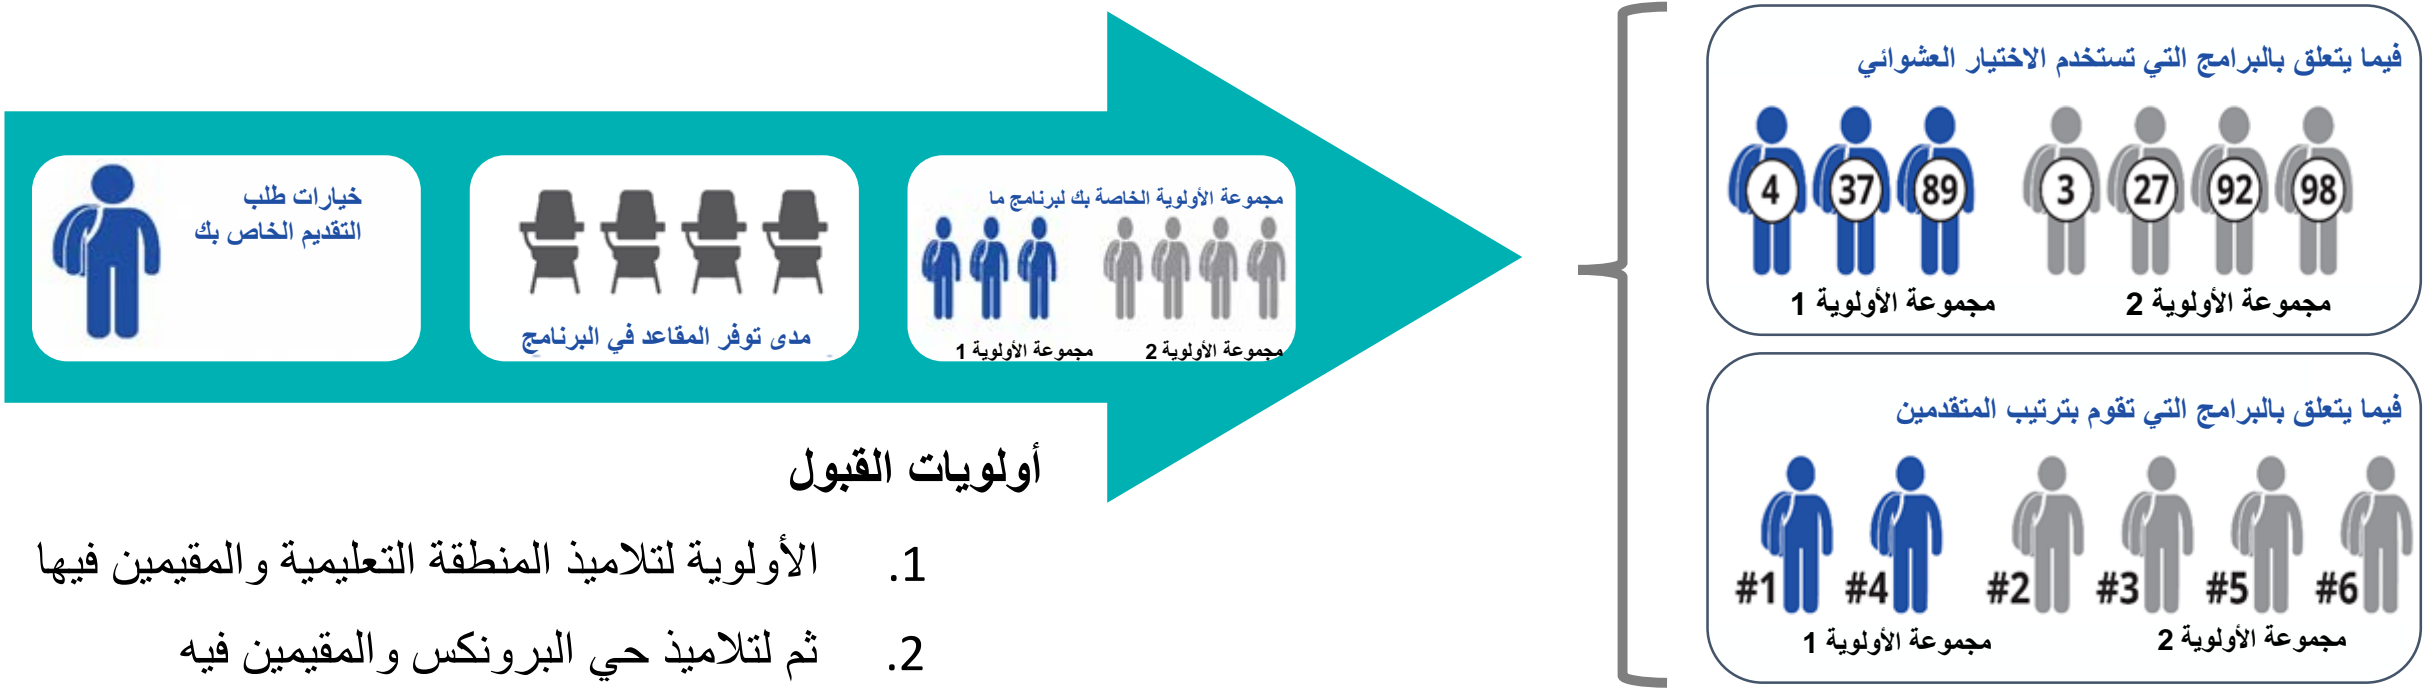 خيارات طلب
التقديم الخاص بك
مدى توفر المقاعد في البرنامج
مجموعة الأولوية الخاصة بك لبرنامج ما
مجموعة الأولوية 1
مجموعة الأولوية 2
أولويات القبول
1. الأولوية لتلاميذ المنطقة التعليمية والمقيمين فيها
2. ثم لتلاميذ حي البرونكس والمقيمين فيه
فيما يتعلق بالبرامج التي تستخدم الاختيار العشوائي
4 37 89 3 27 92 98
مجموعة الأولوية 1
مجموعة الأولوية 2
فيما يتعلق بالبرامج التي تقوم بترتيب المتقدمين
#1 #4 #2 #3 #5 #6
مجموعة الأولوية 1
مجموعة الأولوية 2